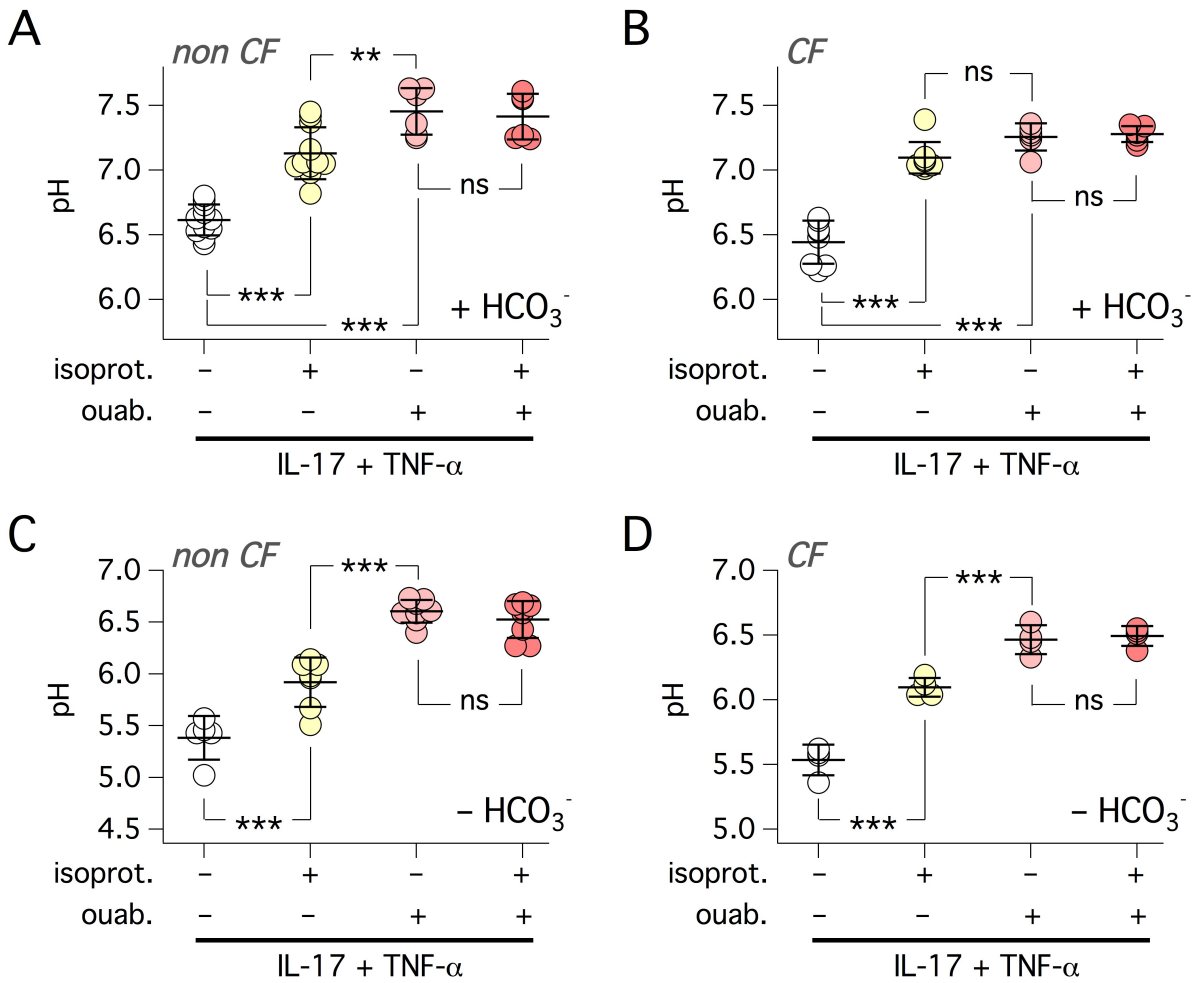 A
non CF
**
7.5
7.0
6.5
6.0
pH
ns
***
***
+ HCO3-
isoprot. – + – +
ouab. – – + +
IL-17 + TNF-α
B
CF
ns
7.5
7.0
6.5
6.0
pH
ns
***
***
+ HCO3-
isoprot. – + – +
ouab. – – + +
IL-17 + TNF-α
C
non CF
***
7.0
6.5
6.0
5.5
5.0
4.5
pH
ns
***
– HCO3-
isoprot. – + – +
ouab. – – + +
IL-17 + TNF-α
D
CF
***
7.0
6.5
6.0
5.5
5.0
pH
ns
***
– HCO3-
isoprot. – + – +
ouab. – – + +
IL-17 + TNF-α